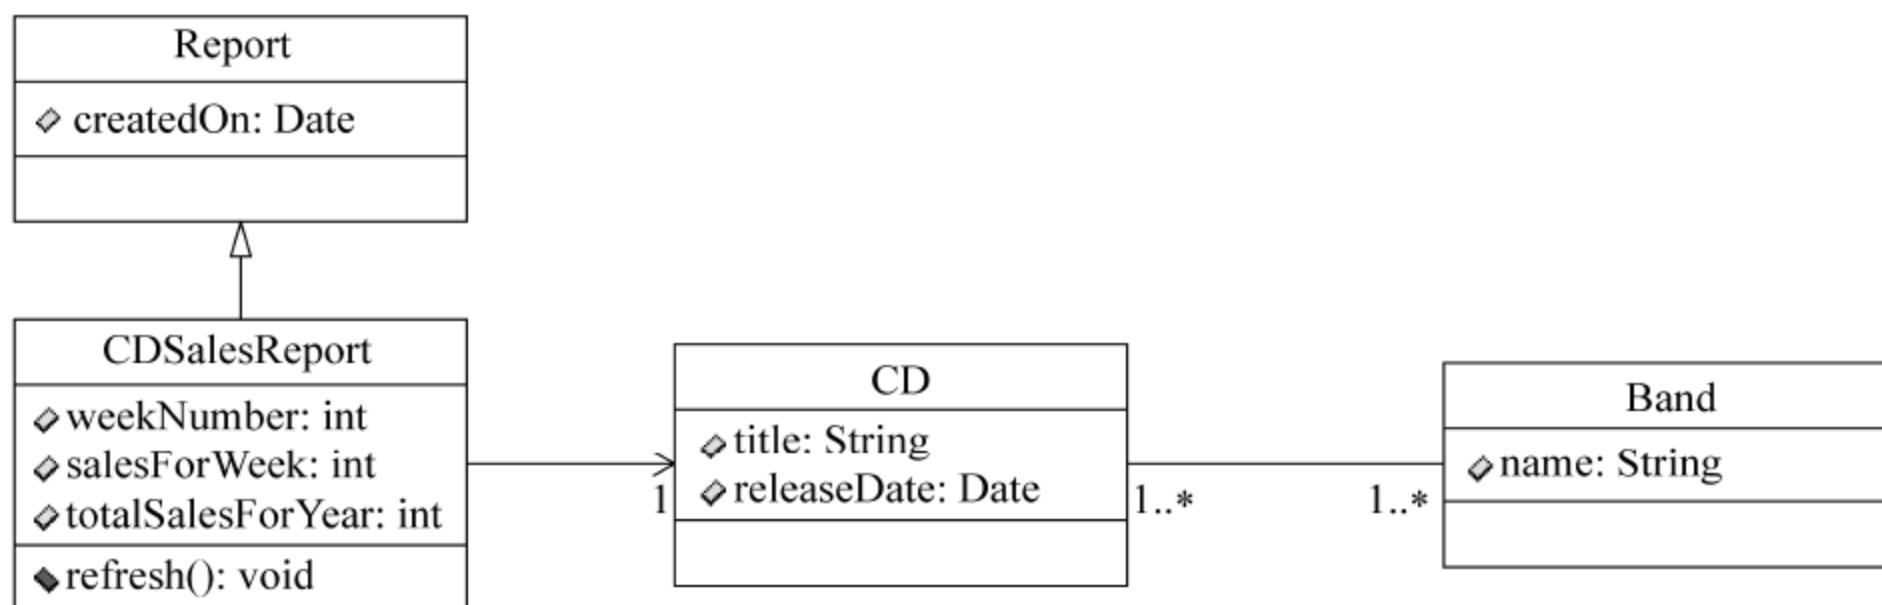 Report
createdOn: Date
CDSalesReport
weekNumber: int
salesForWeek: int
totalSalesForYear: int
refresh(): void
1
CD
title: String
releaseDate: Date
1..*
1..*
Band
name: String